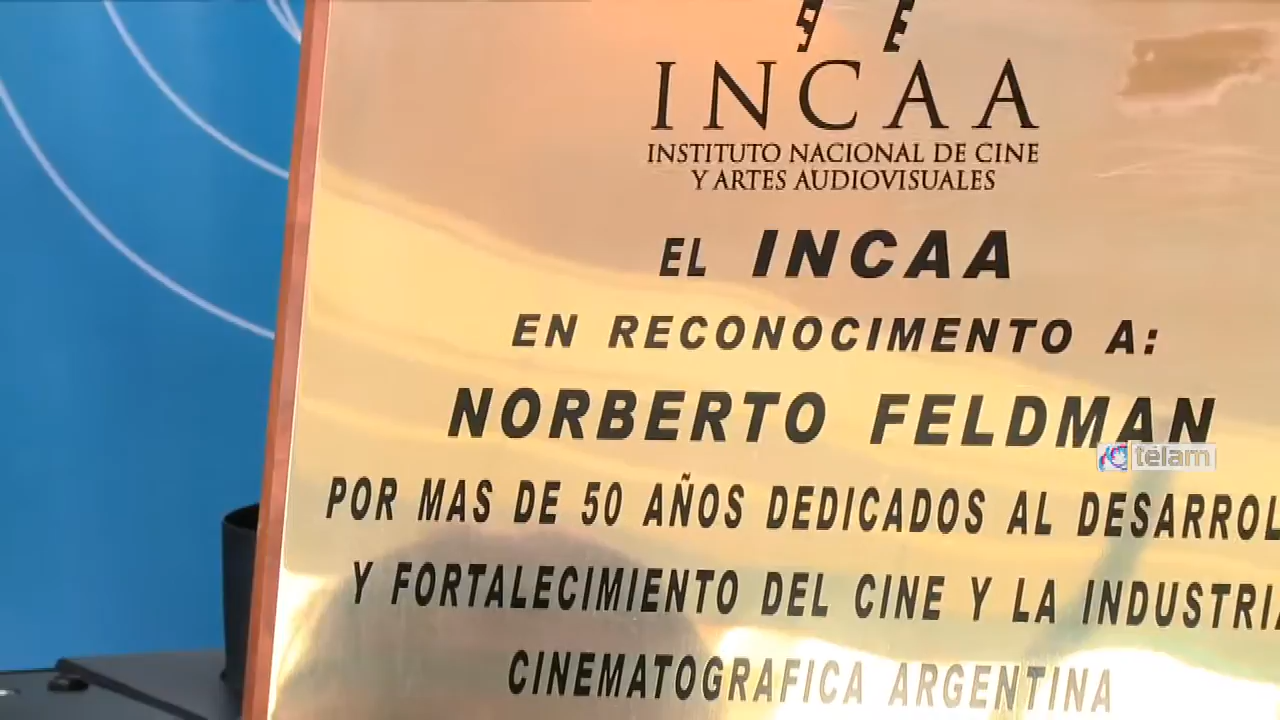 INCAA
INSTITUTO NACIONAL DE CINE
Y ARTES AUDIOVISUALES
EL INCAA
EN RECONOCIMENTO A:
NORBERTO FELDMAN
télam
POR MAS DE 50 AÑOS DEDICADOS AL DESARROL
Y FORTALECIMIENTO DEL CINE Y LA INDUSTRIA
CINEMATOGRAFICA ARGENTINA